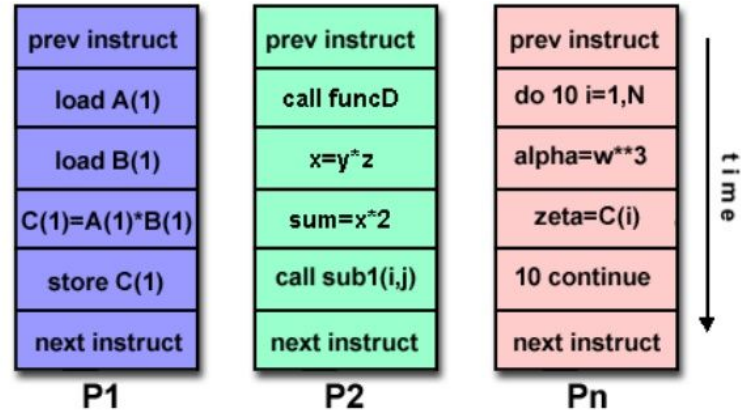 prev instruct
load A(1)
load B(1)
C(1)=A(1)*B(1)
store C(1)
next instruct
P1
prev instruct
call funcD
x=y*z
sum=x*2
call sub1(i,j)
next instruct
P2
prev instruct
do 10 i=1,N
alpha=w**3
zeta=C(i)
10 continue
next instruct
Pn
time